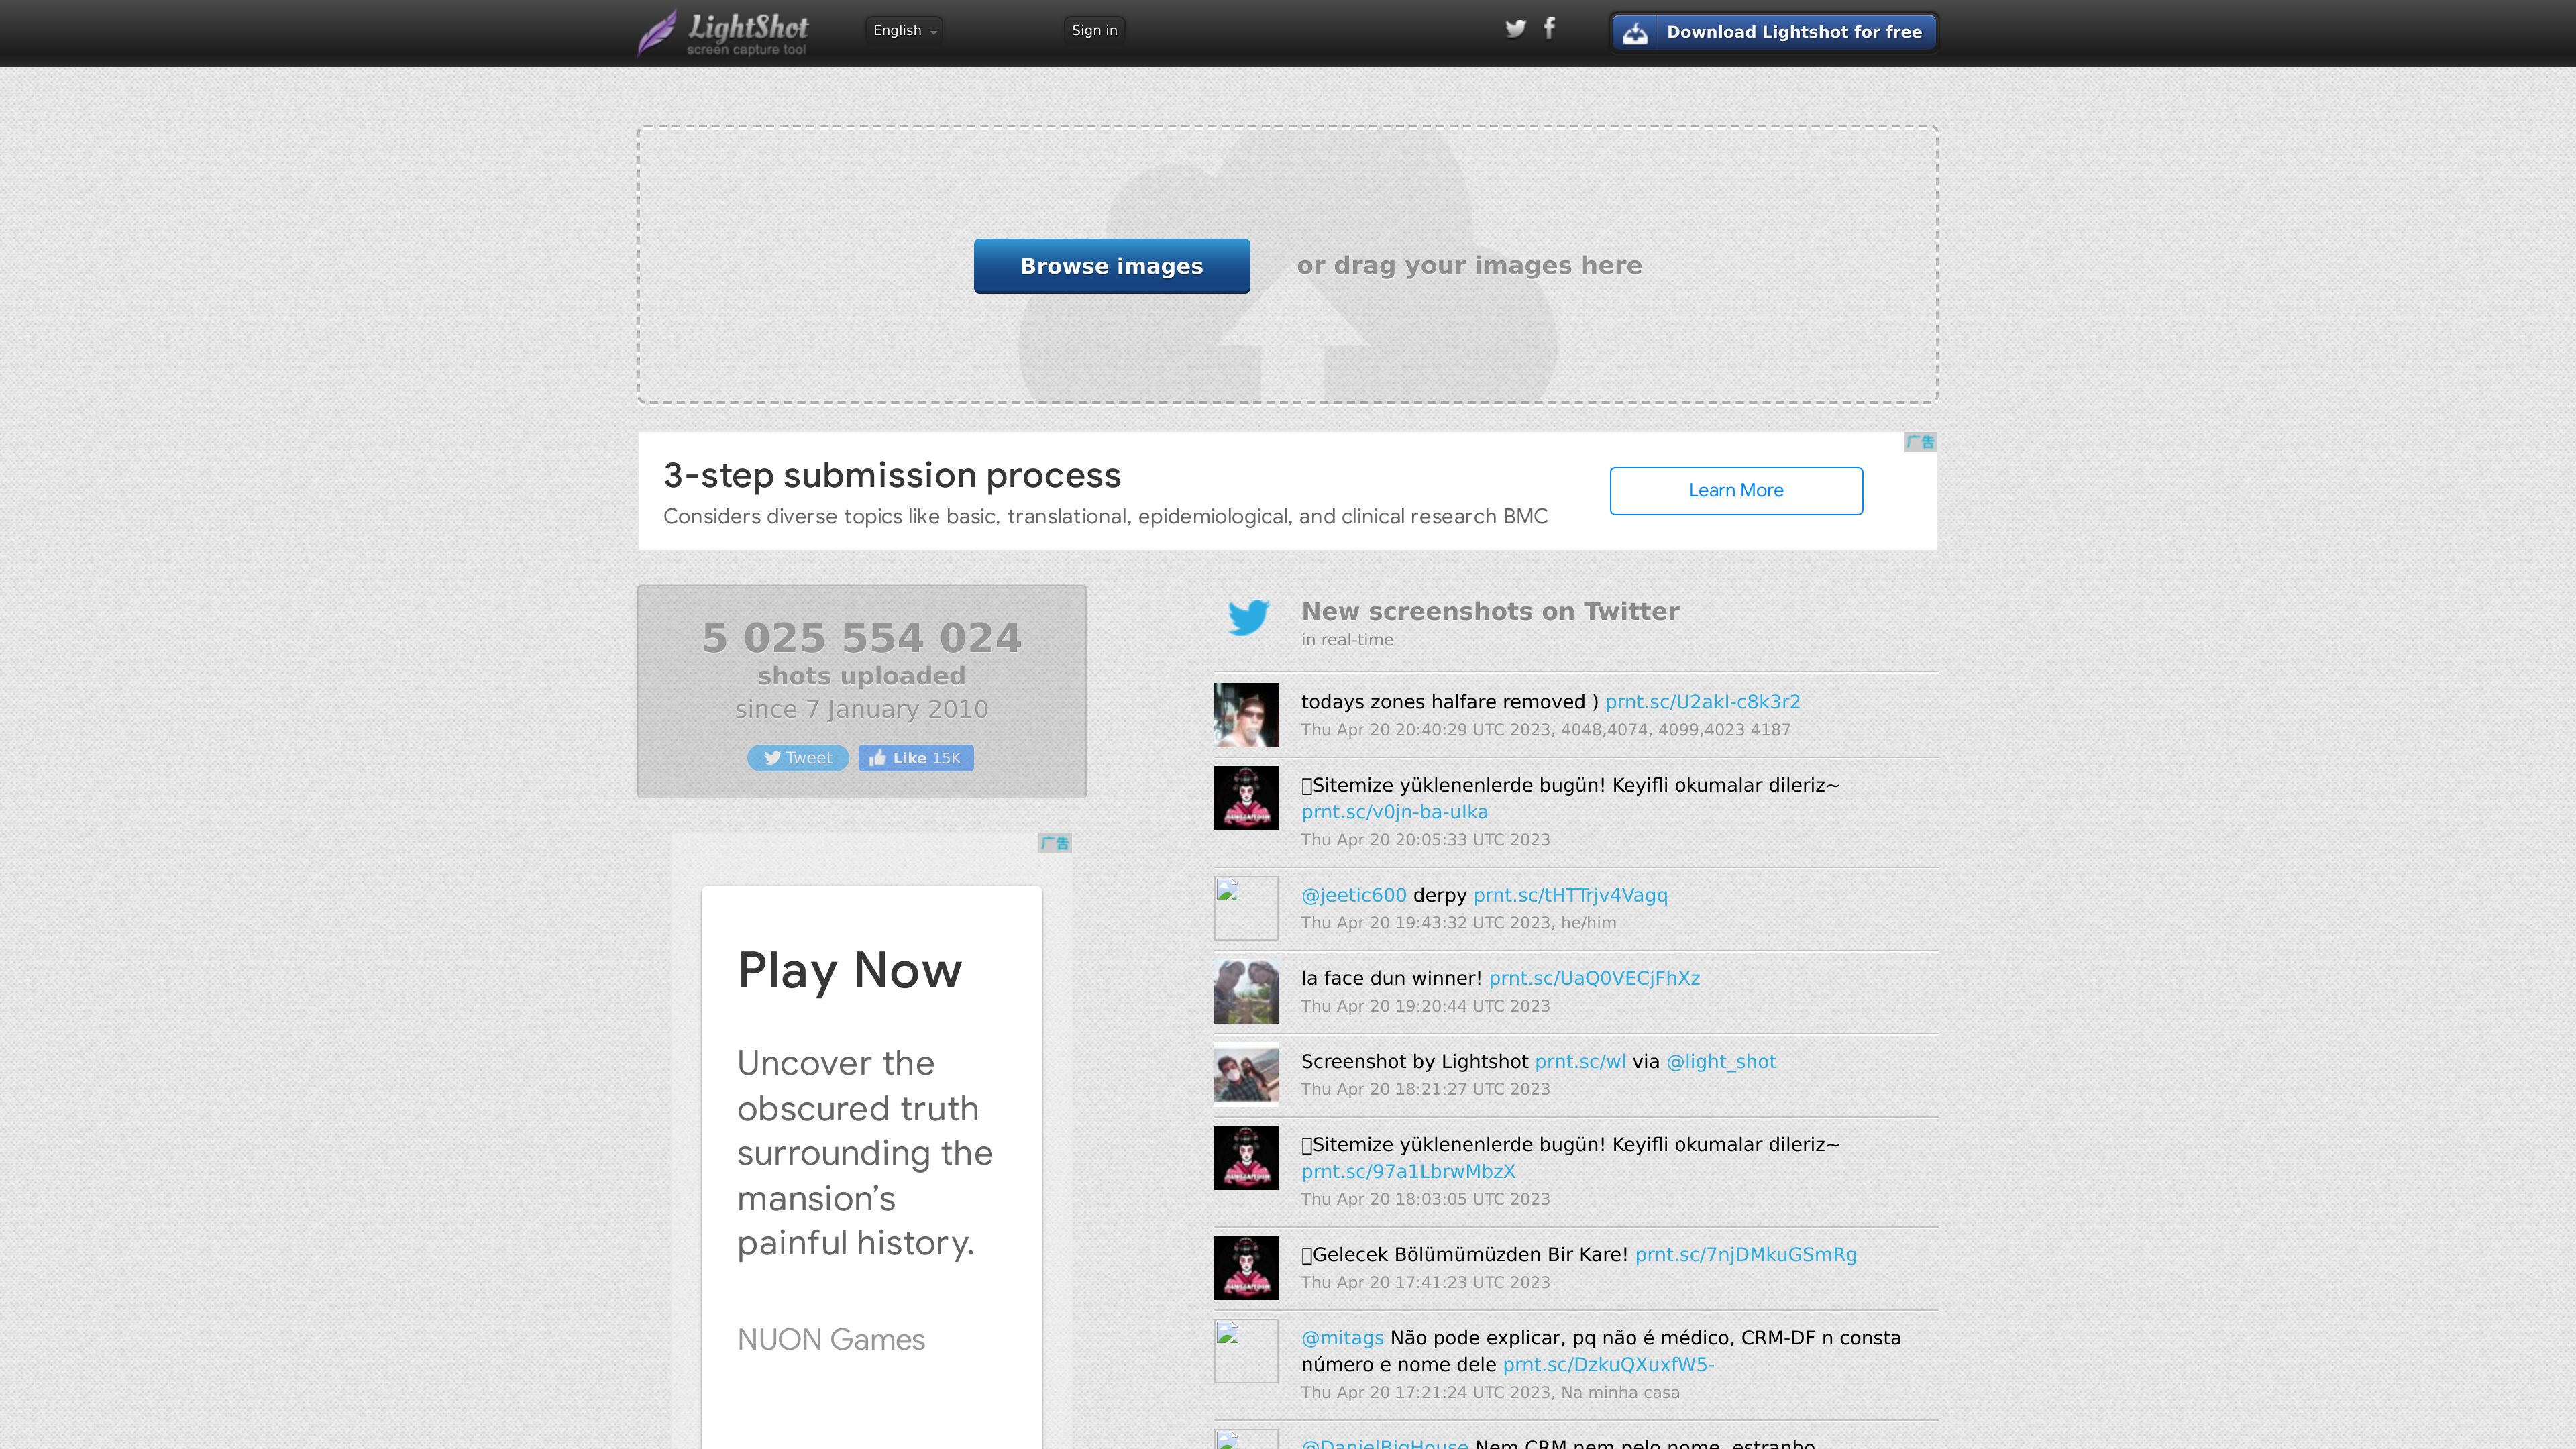 LightShot
screen capture tool
English
Sign in
Download Lightshot for free
Browse images
or drag your images here
广告
3-step submission process
Considers diverse topics like basic, translational, epidemiological, and clinical research BMC
Learn More
5 025 554 024
shots uploaded
since 7 January 2010
Tweet
Like 15K
广告
Play Now
Uncover the
obscured truth
surrounding the
mansion’s
painful history.
NUON Games
New screenshots on Twitter
in real-time
todays zones halfare removed ) prnt.sc/U2akI-c8k3r2
Thu Apr 20 20:40:29 UTC 2023, 4048,4074, 4099,4023 4187
Sitemize yüklenenlerde bugün! Keyifli okumalar dileriz~
prnt.sc/v0jn-ba-uIka
Thu Apr 20 20:05:33 UTC 2023
@jeetic600 derpy prnt.sc/tHTTrjv4Vagq
Thu Apr 20 19:43:32 UTC 2023, he/him
la face dun winner! prnt.sc/UaQ0VECjFhXz
Thu Apr 20 19:20:44 UTC 2023
Screenshot by Lightshot prnt.sc/wl via @light_shot
Thu Apr 20 18:21:27 UTC 2023
Sitemize yüklenenlerde bugün! Keyifli okumalar dileriz~
prnt.sc/97a1LbrwMbzX
Thu Apr 20 18:03:05 UTC 2023
Gelecek Bölümümüzden Bir Kare! prnt.sc/7njDMkuGSmRg
Thu Apr 20 17:41:23 UTC 2023
@mitags Não pode explicar, pq não é médico, CRM-DF n consta
número e nome dele prnt.sc/DzkuQXuxfW5-
Thu Apr 20 17:21:24 UTC 2023, Na minha casa
@DanielBigHouse Nem CRM nem pelo nome, estranho